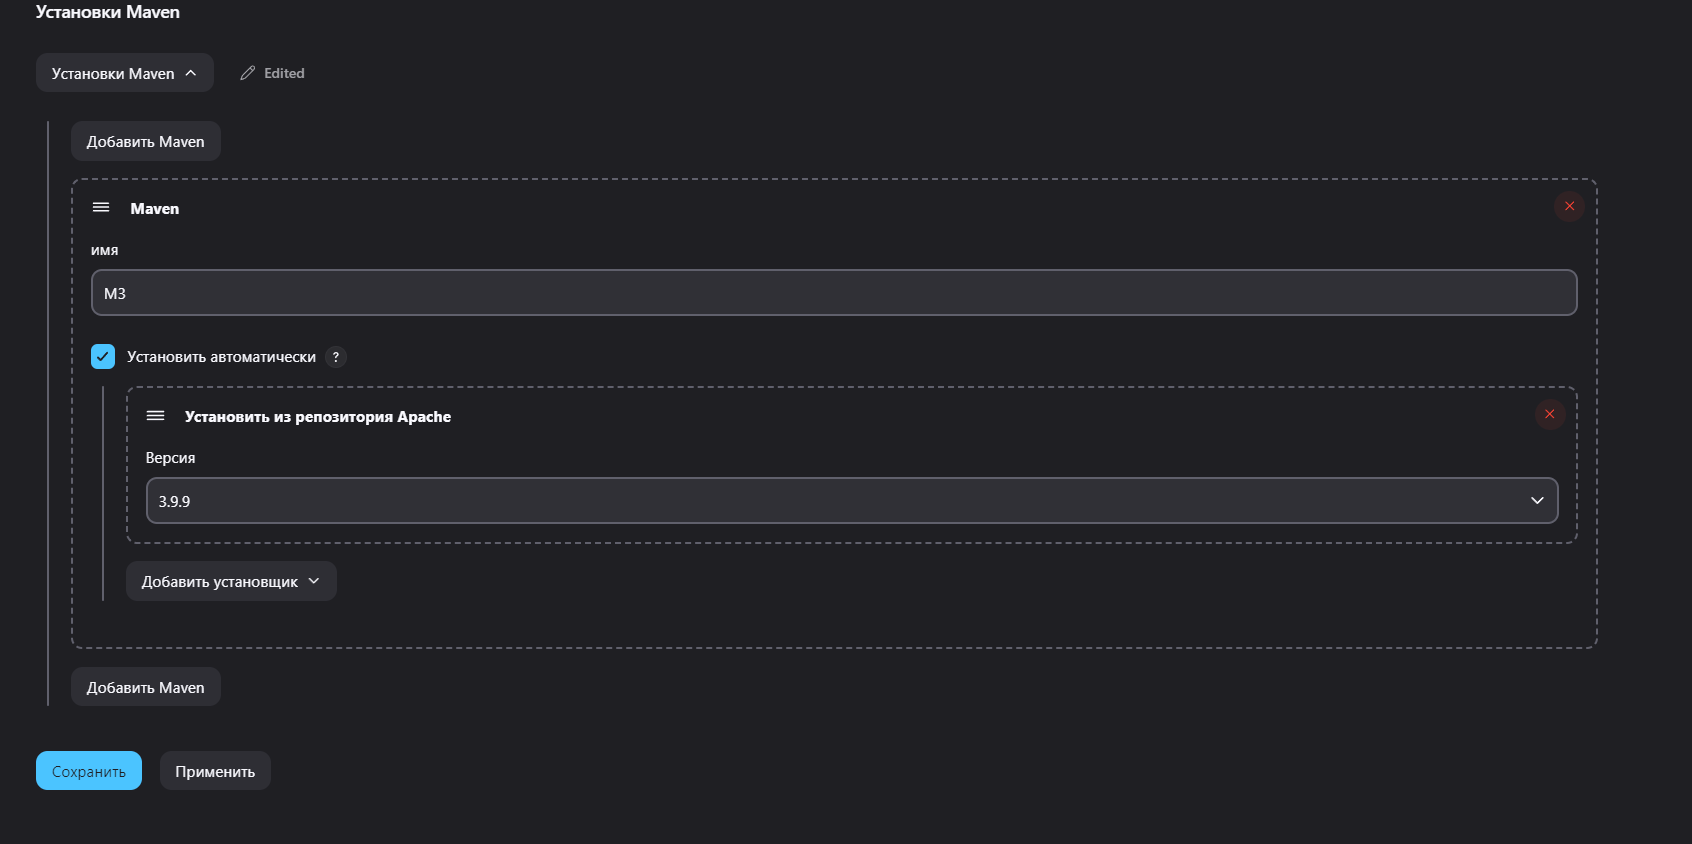 Установки Maven
Установки Maven
Edited
Добавить Maven
Maven
имя
M3
Установить автоматически ?
Установить из репозитория Apache
Версия
3.9.9
Добавить установщик
Добавить Maven
Сохранить
Применить